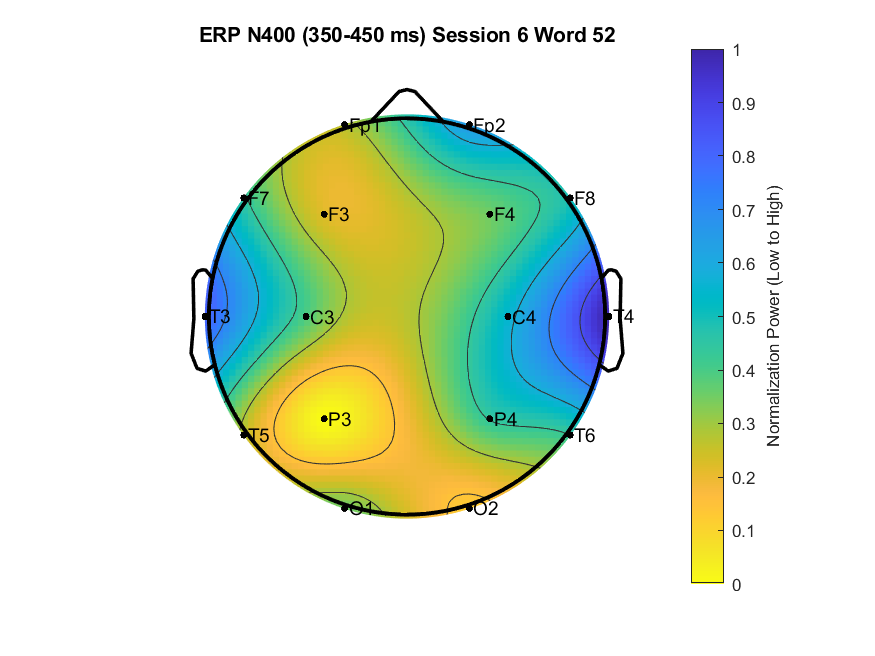 ERP N400 (350-450 ms) Session 6 Word 52
Fp1
Fp2
F7
F3
F4
F8
T3
C3
C4
T4
T5
P3
P4
T6
O1
O2
1
0.9
0.8
0.7
0.6
0.5
0.4
0.3
0.2
0.1
0
Normalization Power (Low to High)